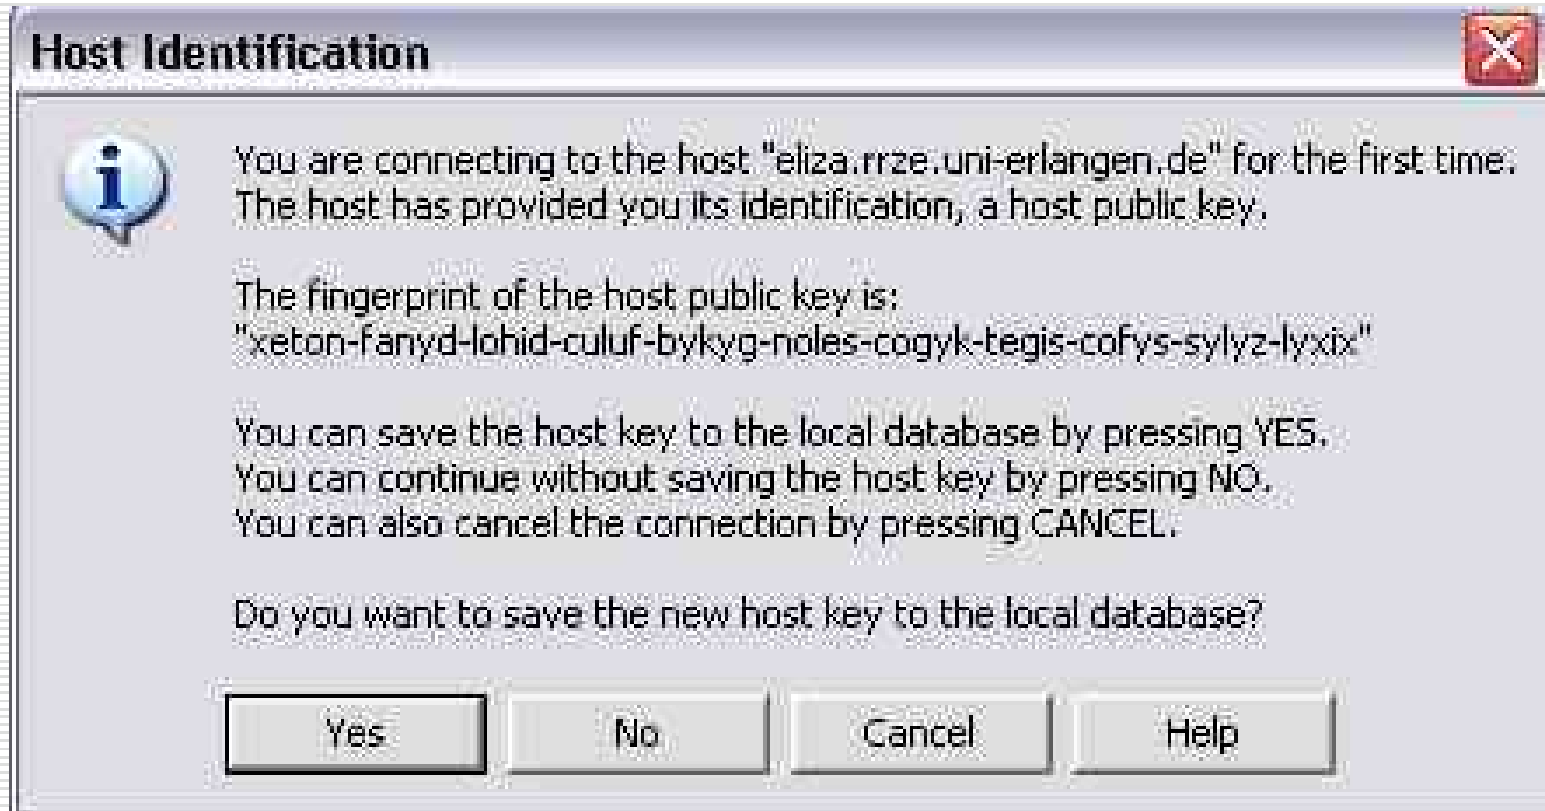 Host Identification
You are connecting to the host "eliza.rrze.uni-erlangen.de" for the first time.
The host has provided you its identification, a host public key.
The fingerprint of the host public key is:
"xeton-fanyd-lohid-culuf-bykyg-noles-cogyk-tegis-cofys-sylyz-lyxix"
You can save the host key to the local database by pressing YES.
You can continue without saving the host key by pressing NO.
You can also cancel the connection by pressing CANCEL.
Do you want to save the new host key to the local database?
Yes No Cancel Help